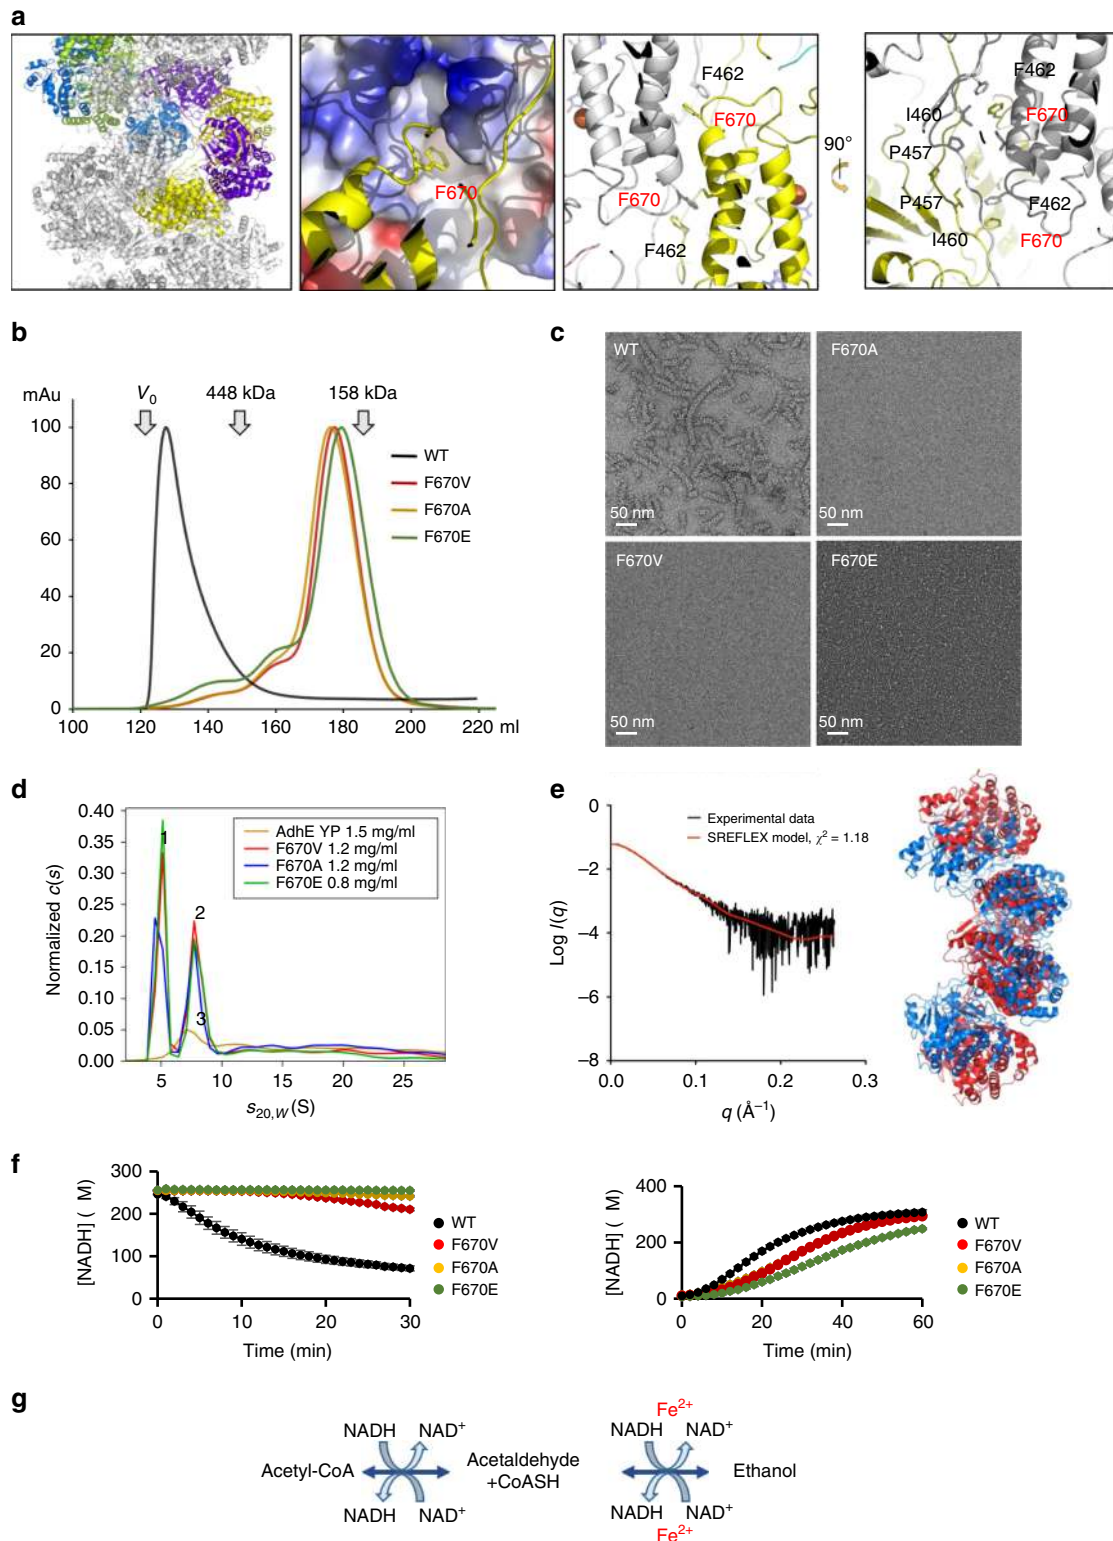 a
F670
F462
F670
F670
F462
90°
F462
I460
F670
P457
P457
F462
I460
F670
b
mAu
V0
448 kDa
158 kDa
100
80
60
40
20
0
100 120 140 160 180 200 220 ml
WT
F670V
F670A
F670E
c
WT
50 nm
F670A
50 nm
F670V
50 nm
F670E
50 nm
d
Normalized c(s)
0.40
0.35
0.30
0.25
0.20
0.15
0.10
0.05
0.00
1
2
3
AdhE YP 1.5 mg/ml
F670V 1.2 mg/ml
F670A 1.2 mg/ml
F670E 0.8 mg/ml
5 10 15 20 25
s20,W(S)
e
Log I(q)
0
–2
–4
–6
–8
Experimental data
SREFLEX model, χ2 = 1.18
0.0 0.1 0.2 0.3
q (Å–1)
f
[NADH] ( M)
300
200
100
0
0 10 20 30
Time (min)
WT
F670V
F670A
F670E
[NADH] ( M)
400
200
0
0 20 40 60
Time (min)
WT
F670V
F670A
F670E
g
Fe2+
NADH NAD+ NADH NAD+
Acetyl-CoA Acetaldehyde +CoASH Ethanol
NADH NAD+ NADH NAD+
Fe2+